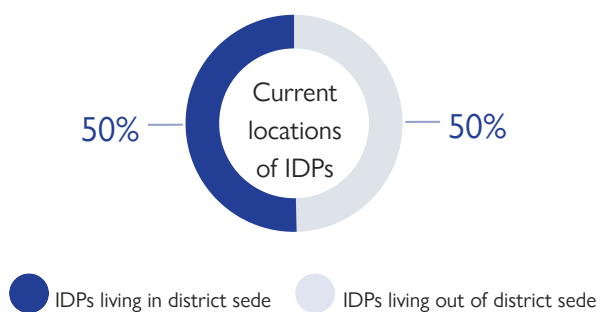 Current
locations
of IDPs
50%
50%
IDPs living in district sede
IDPs living out of district sede